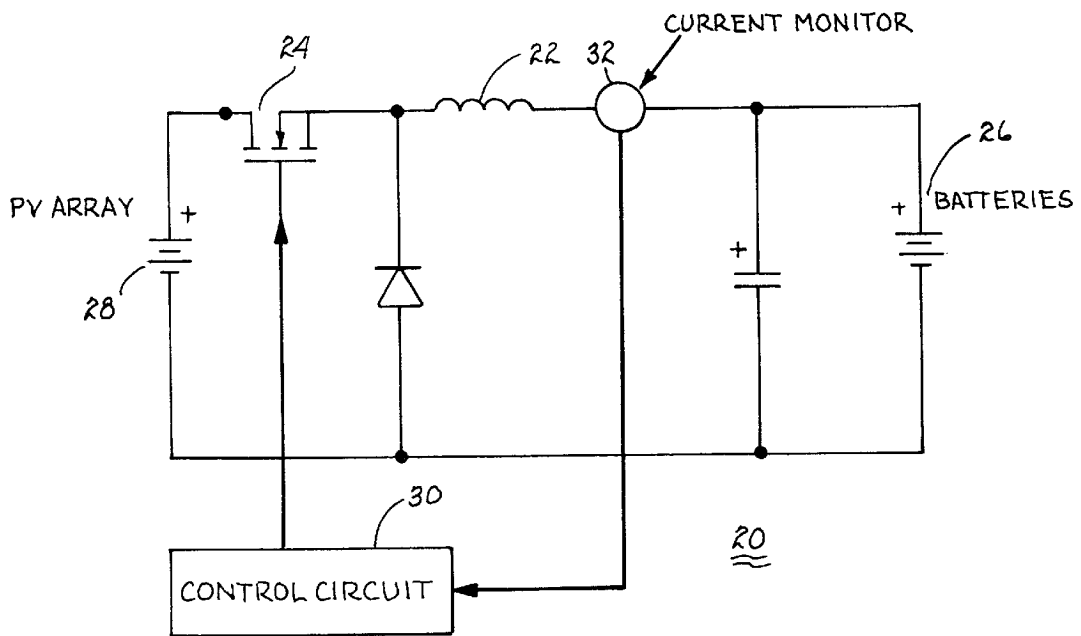 CURRENT MONITOR
24
22
32
26
PV ARRAY
+
+
BATTERIES
+
28
30
20
CONTROL CIRCUIT